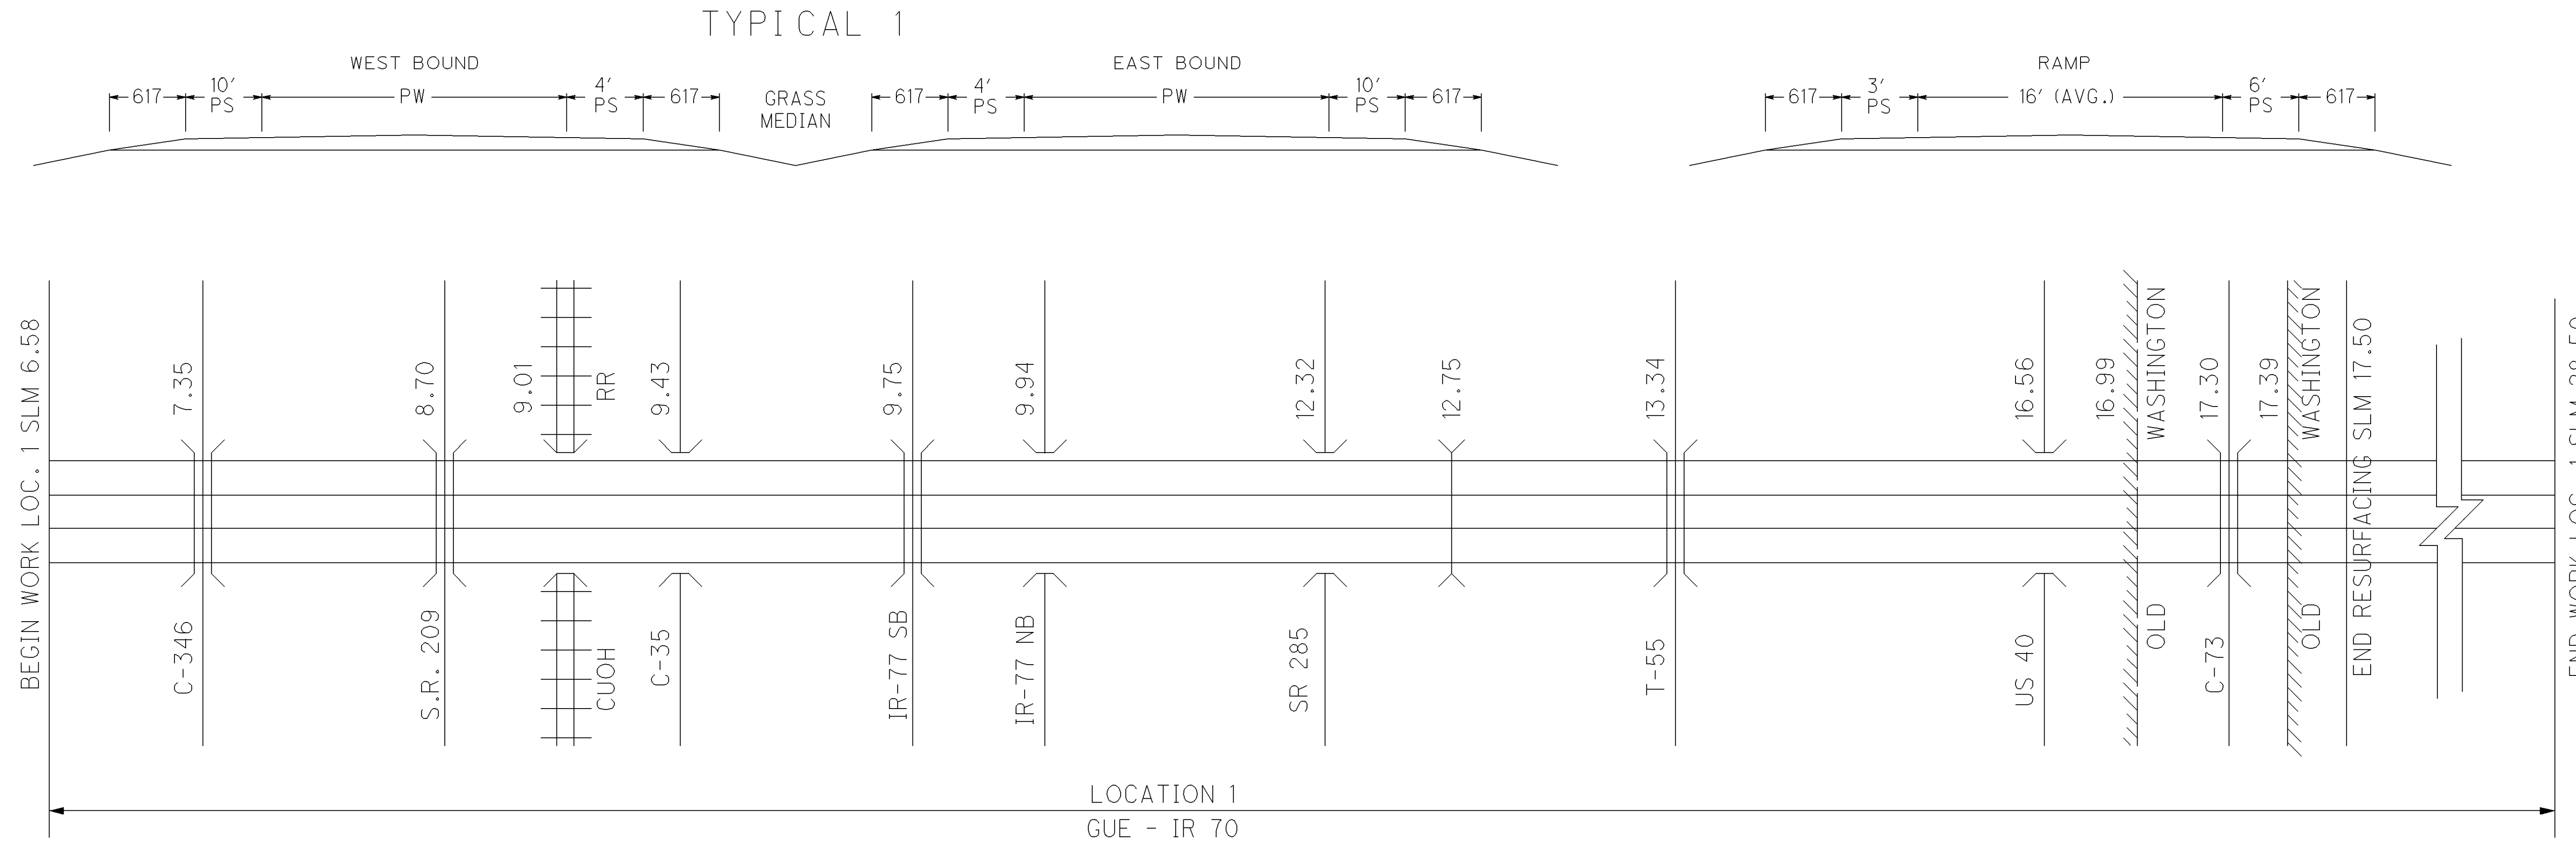 TYPICAL 1
WEST BOUND
EAST BOUND
RAMP
617
10' PS
PW
4' PS
617
GRASS
MEDIAN
617
4' PS
PW
10' PS
617
617
3' PS
16' (AVG.)
6' PS
617
BEGIN WORK LOC. 1 SLM 6.58
7.35
C-346
8.70
S.R. 209
9.01
RR
CUOH
9.43
C-35
9.75
IR-77 SB
9.94
IR-77 NB
12.32
SR 285
12.75
13.34
T-55
16.56
US 40
16.99
OLD WASHINGTON
17.30
C-73
17.39
OLD WASHINGTON
END RESURFACING SLM 17.50
LOCATION 1
GUE - IR 70